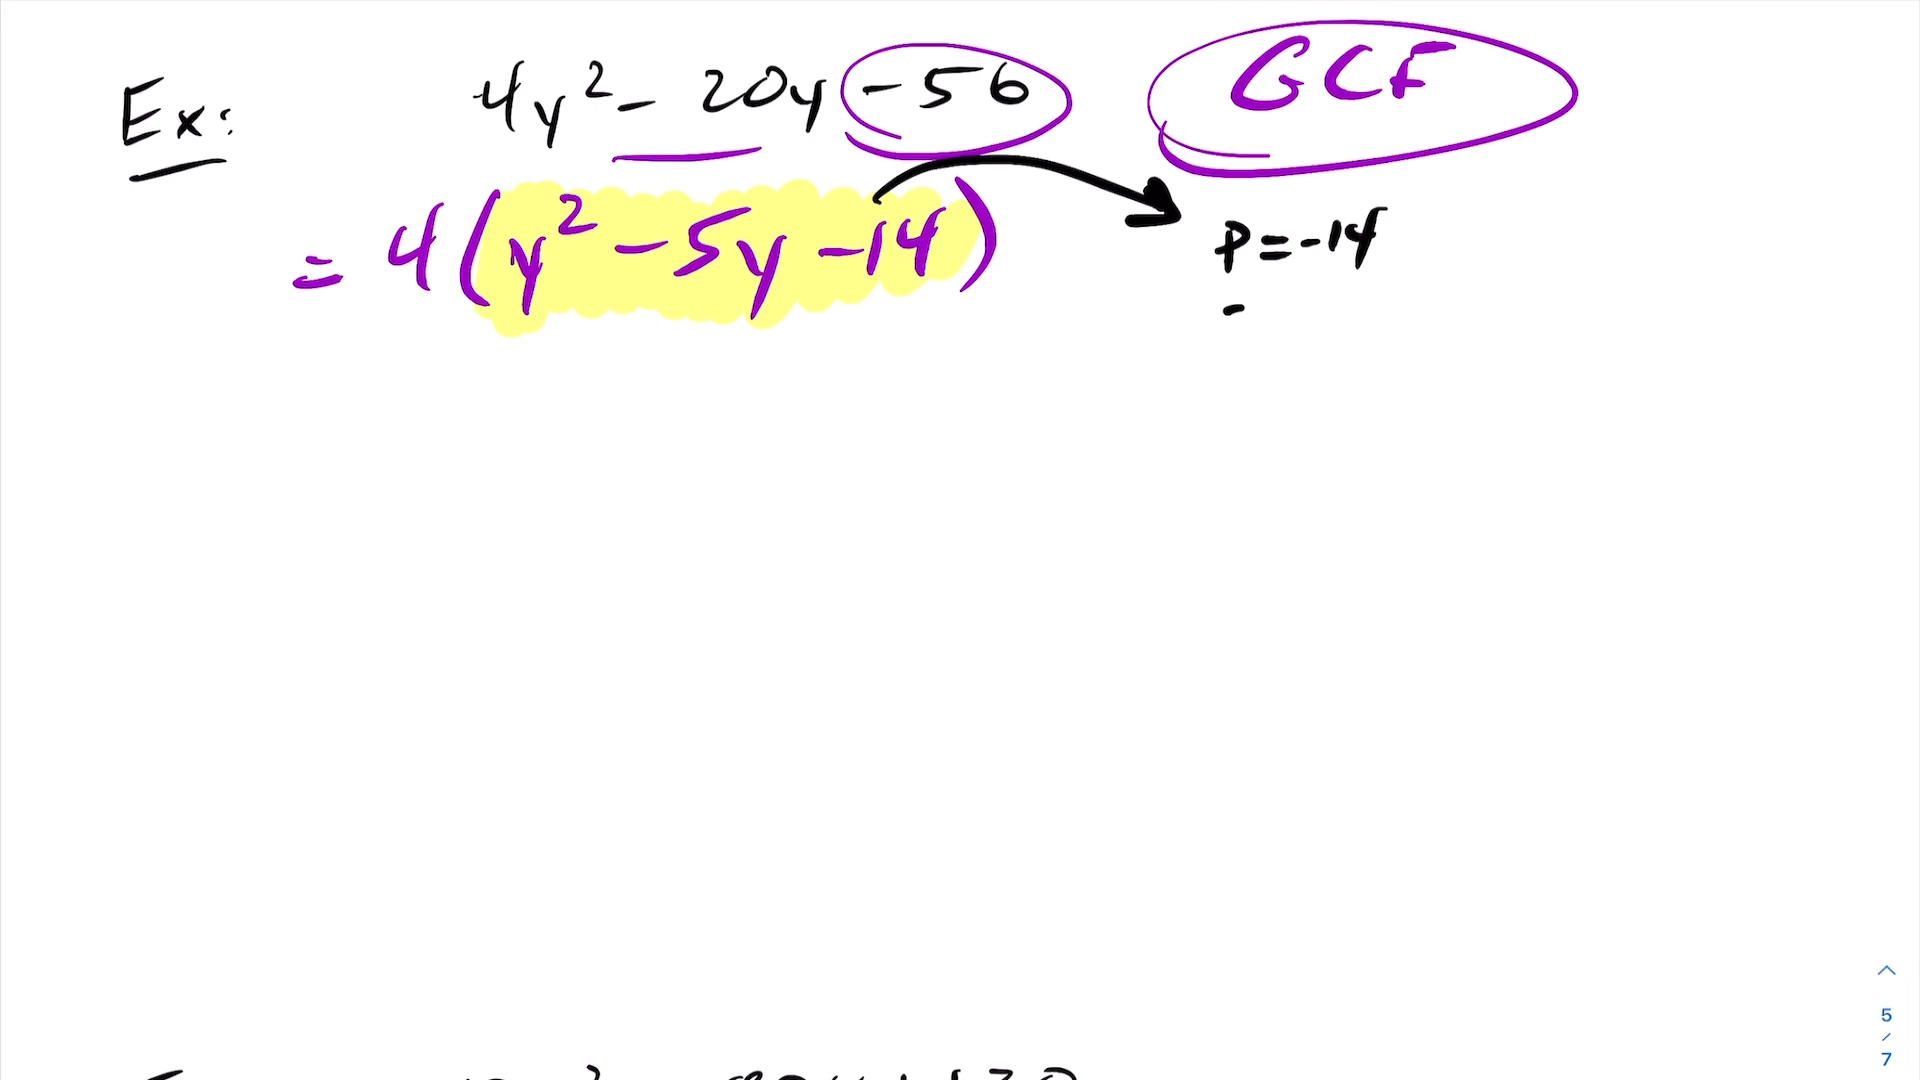 Ex: 4y² - 20y - 56 GCF
= 4(y² - 5y - 14)
P = -14
5
/
7